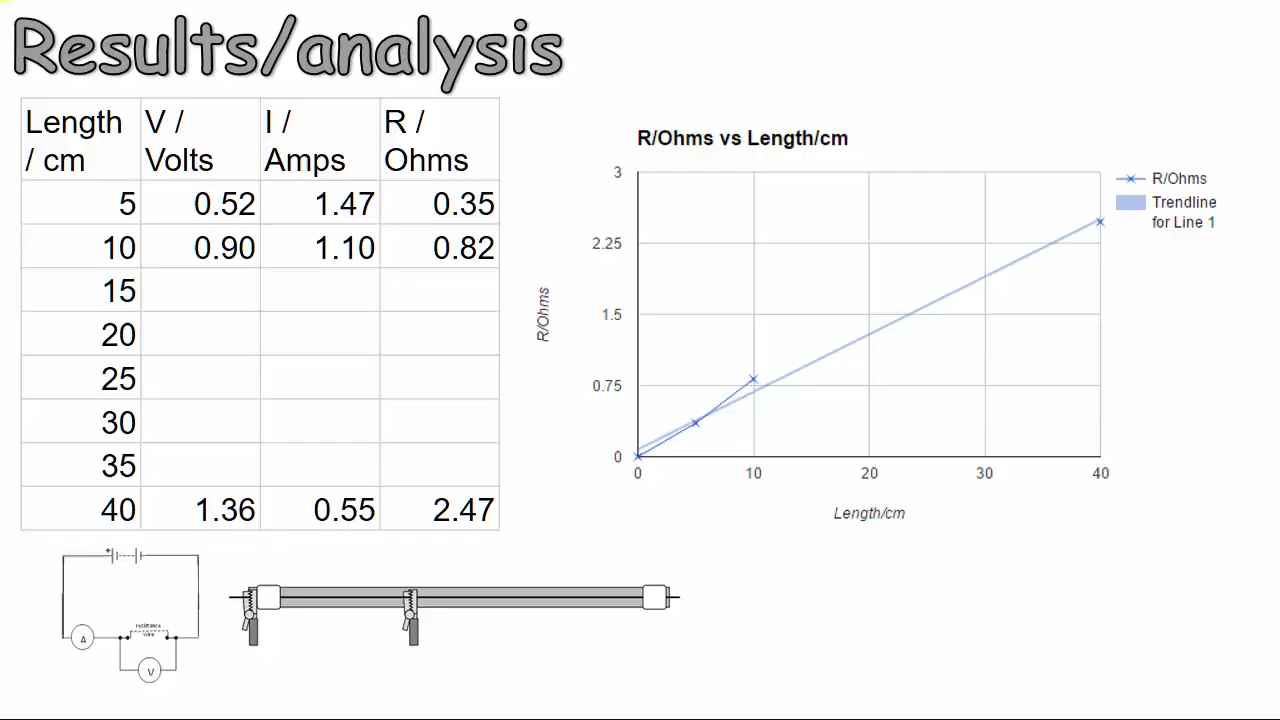 Results/analysis
Length / cm V / Volts I / Amps R / Ohms
5 0.52 1.47 0.35
10 0.90 1.10 0.82
15
20
25
30
35
40 1.36 0.55 2.47
R/Ohms vs Length/cm
3
2.25
1.5
0.75
0
R/Ohms
0 10 20 30 40
Length/cm
R/Ohms
Trendline
for Line 1
+
resistance
wire
A
V